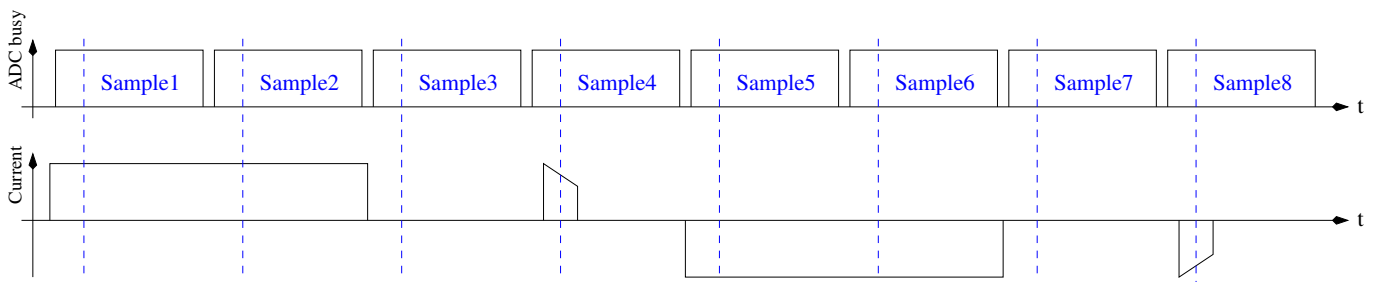 ADC busy
Sample1 Sample2 Sample3 Sample4 Sample5 Sample6 Sample7 Sample8
t
Current
t